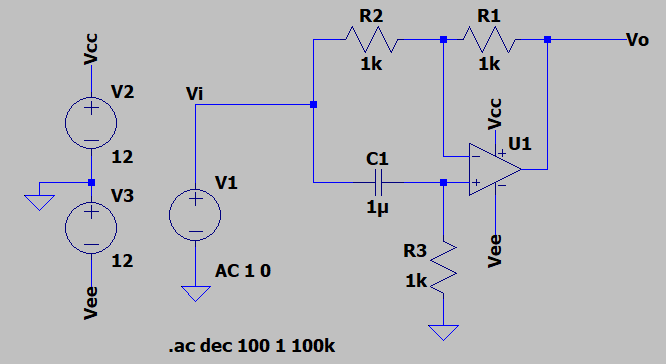 R2
R1
1k
1k
Vo
Vcc
V2
12
V3
12
Vee
Vi
V1
AC 1 0
C1
1µ
Vcc
U1
Vee
R3
1k
.ac dec 100 1 100k